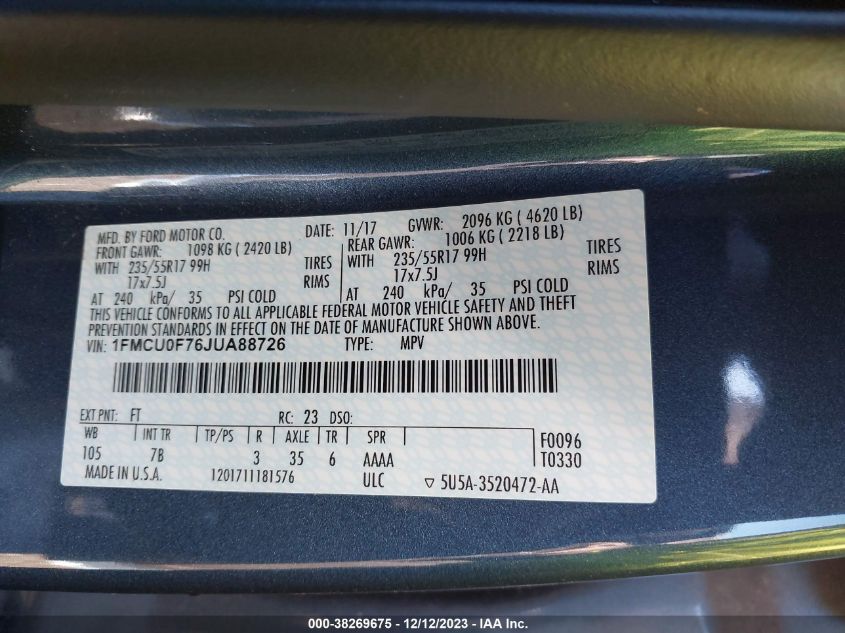 MFD. BY FORD MOTOR CO. DATE: 11/17 GVWR: 2096 KG ( 4620 LB)
FRONT GAWR: 1098 KG ( 2420 LB) REAR GAWR: 1006 KG ( 2218 LB)
WITH 235/55R17 99H TIRES WITH 235/55R17 99H TIRES
17x7.5J RIMS 17x7.5J RIMS
AT 240 kPa/ 35 PSI COLD AT 240 kPa/ 35 PSI COLD
THIS VEHICLE CONFORMS TO ALL APPLICABLE FEDERAL MOTOR VEHICLE SAFETY AND THEFT
PREVENTION STANDARDS IN EFFECT ON THE DATE OF MANUFACTURE SHOWN ABOVE.
VIN: 1FMCU0F76JUA88726 TYPE: MPV
EXT PNT: FT RC: 23 DSO:
WB INT TR TP/PS R AXLE TR SPR F0096
105 7B 3 35 6 AAAA T0330
MADE IN U.S.A. 1201711181576 ULC ▽ 5U5A-3520472-AA
000-38269675 - 12/12/2023 - IAA Inc.